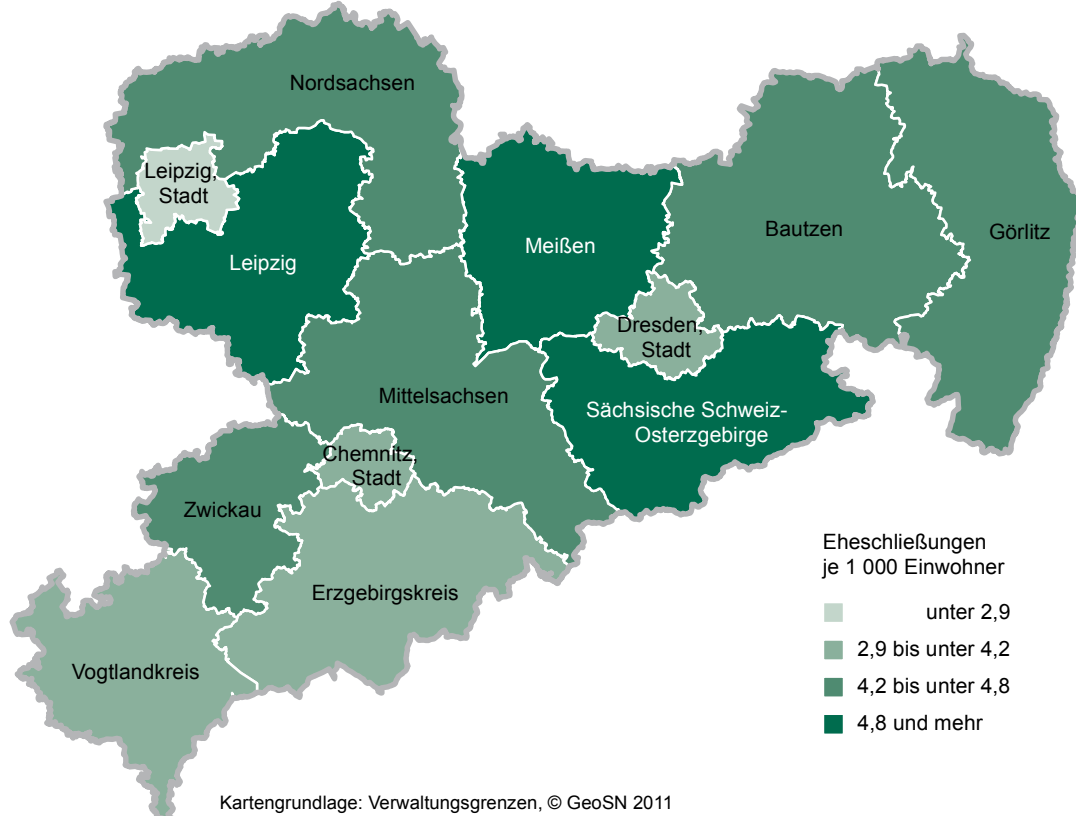 Nordsachsen
Leipzig,
Stadt
Leipzig
Meißen
Bautzen
Görlitz
Dresden,
Stadt
Mittelsachsen
Sächsische Schweiz-
Osterzgebirge
Chemnitz,
Stadt
Zwickau
Erzgebirgskreis
Vogtlandkreis
Eheschließungen
je 1 000 Einwohner
unter 2,9
2,9 bis unter 4,2
4,2 bis unter 4,8
4,8 und mehr
Kartengrundlage: Verwaltungsgrenzen, © GeoSN 2011